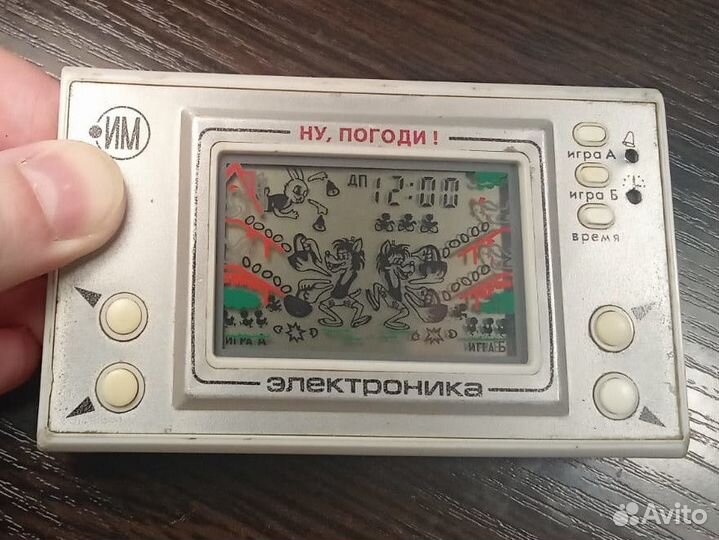 ИМ
НУ, ПОГОДИ!
игра А
игра Б
время
ДП 12:00
ИГРА А
ИГРА Б
электроника
Avito